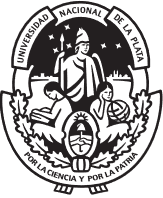 UNIVERSIDAD NACIONAL DE LA PLATA
POR LA CIENCIA Y POR LA PATRIA